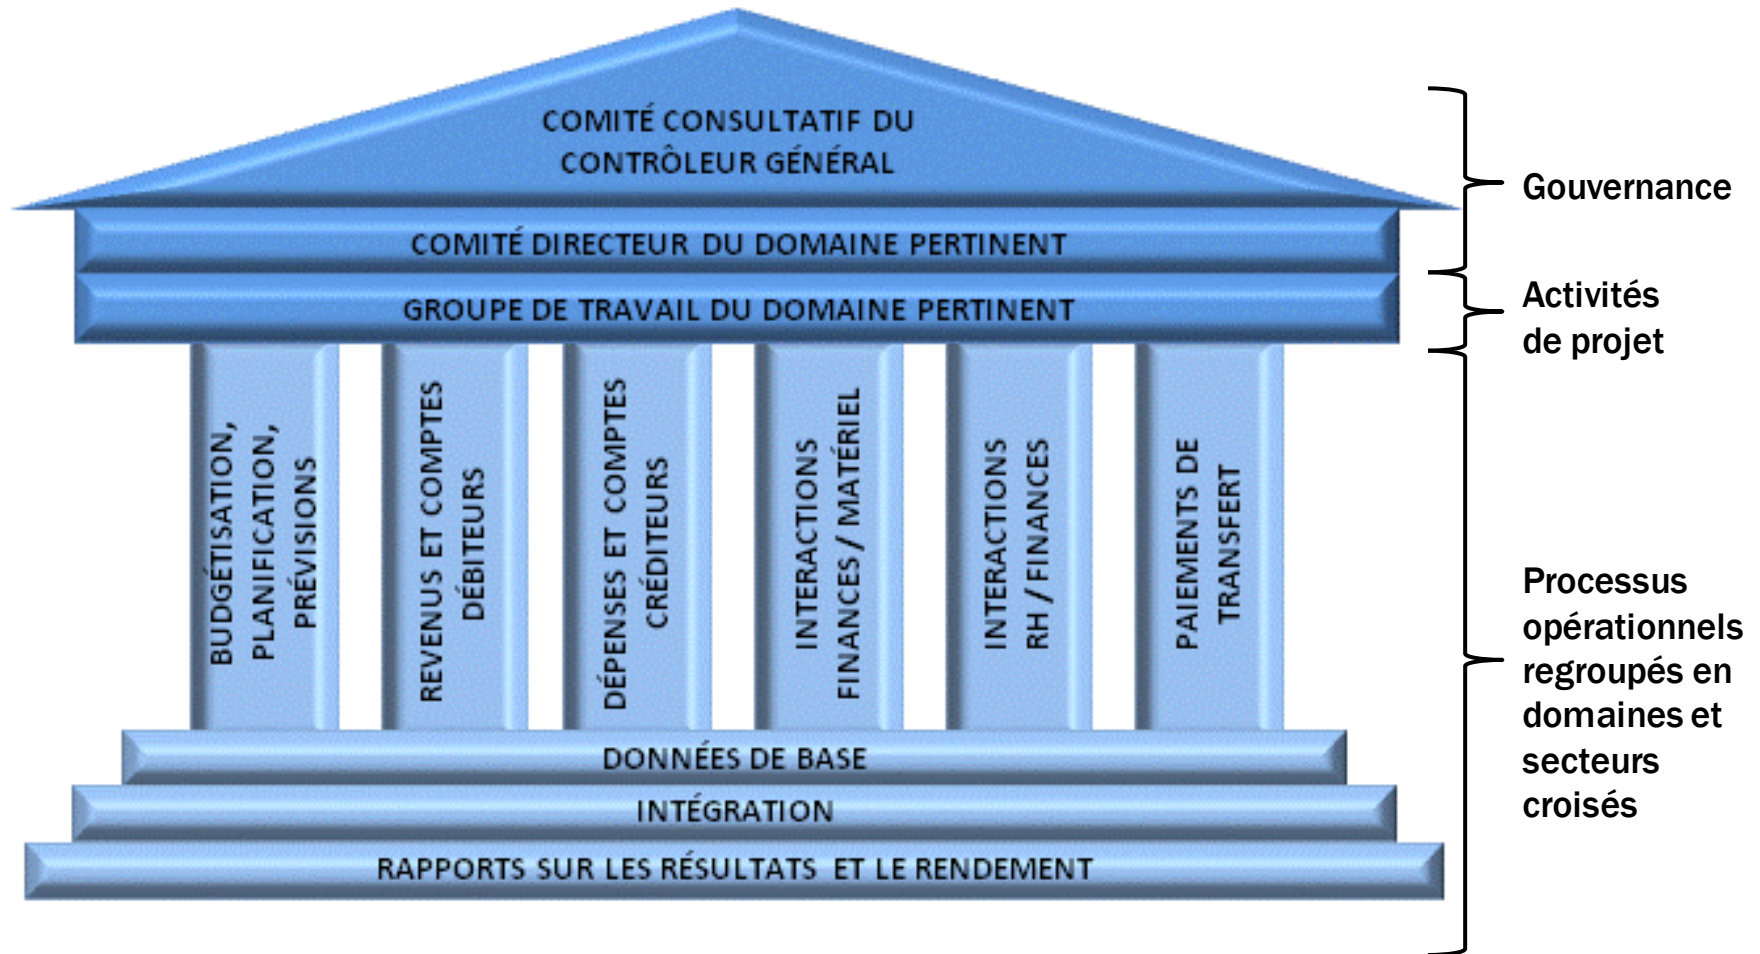 COMITÉ CONSULTATIF DU
CONTRÔLEUR GÉNÉRAL
COMITÉ DIRECTEUR DU DOMAINE PERTINENT
GROUPE DE TRAVAIL DU DOMAINE PERTINENT
BUDGÉTISATION,
PLANIFICATION,
PRÉVISIONS
REVENUS ET COMPTES
DÉBITEURS
DÉPENSES ET COMPTES
CRÉDITEURS
INTERACTIONS
FINANCES / MATÉRIEL
INTERACTIONS
RH / FINANCES
PAIEMENTS DE
TRANSFERT
DONNÉES DE BASE
INTÉGRATION
RAPPORTS SUR LES RÉSULTATS ET LE RENDEMENT
Gouvernance
Activités
de projet
Processus
opérationnels
regroupés en
domaines et
secteurs
croisés